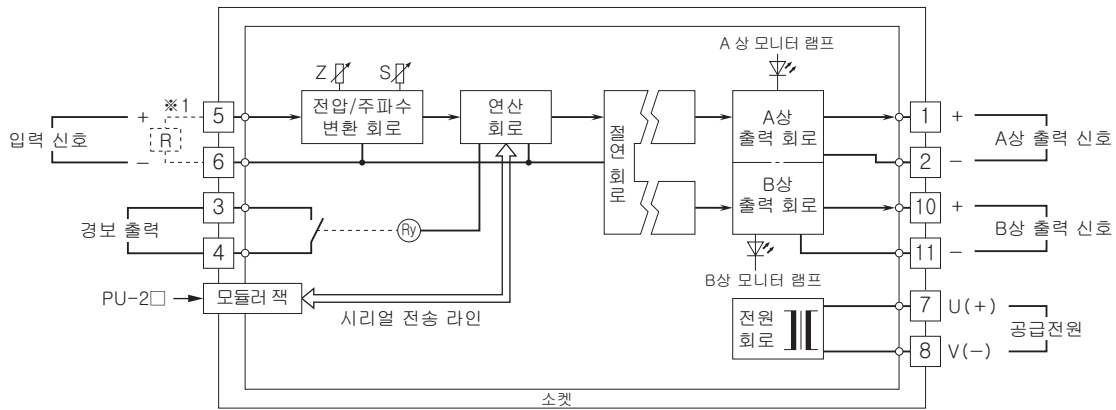 A 상 모니터 램프
Z
S
※1
전압/주파수
변환 회로
연산
회로
절연 회로
A상
출력 회로
B상
출력 회로
입력 신호
+
R
−
5
6
경보 출력
3
4
Ry
PU-2□
모듈러 잭
시리얼 전송 라인
B상 모니터 램프
전원
회로
1
+
A상 출력 신호
2
−
10
+
B상 출력 신호
11
−
7
U(+)
공급전원
8
V(−)
소켓